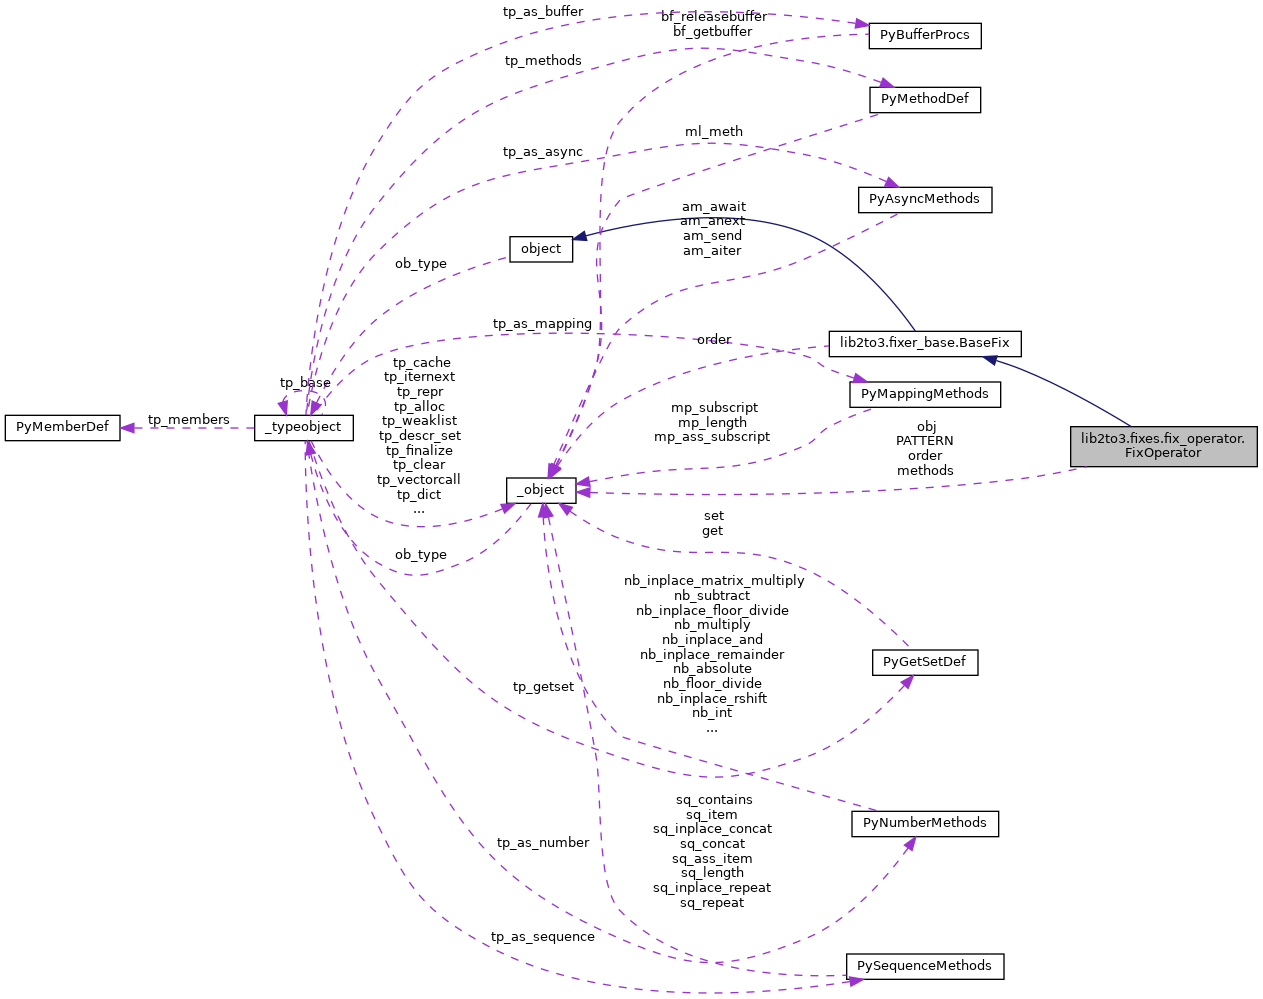 tp_as_buffer
bf_releasebuffer
bf_getbuffer
PyBufferProcs
tp_methods
PyMethodDef
ml_meth
tp_as_async
PyAsyncMethods
am_await
am_anext
am_send
am_aiter
object
ob_type
tp_as_mapping
order
lib2to3.fixer_base.BaseFix
tp_cache
tp_iternext
tp_repr
tp_alloc
tp_weaklist
tp_descr_set
tp_finalize
tp_clear
tp_vectorcall
tp_dict
...
tp_base
PyMappingMethods
mp_subscript
mp_length
mp_ass_subscript
PyMemberDef
tp_members
_typeobject
obj
PATTERN
order
methods
lib2to3.fixes.fix_operator.
FixOperator
_object
set
get
ob_type
nb_inplace_matrix_multiply
nb_subtract
nb_inplace_floor_divide
nb_multiply
nb_inplace_and
nb_inplace_remainder
nb_absolute
nb_floor_divide
nb_inplace_rshift
nb_int
...
PyGetSetDef
tp_getset
sq_contains
sq_item
sq_inplace_concat
sq_concat
sq_ass_item
sq_length
sq_inplace_repeat
sq_repeat
PyNumberMethods
tp_as_number
tp_as_sequence
PySequenceMethods